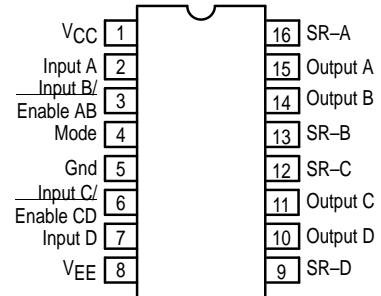 VCC 1
Input A 2
Input B/
Enable AB 3
Mode 4
Gnd 5
Input C/
Enable CD 6
Input D 7
VEE 8
16 SR–A
15 Output A
14 Output B
13 SR–B
12 SR–C
11 Output C
10 Output D
9 SR–D